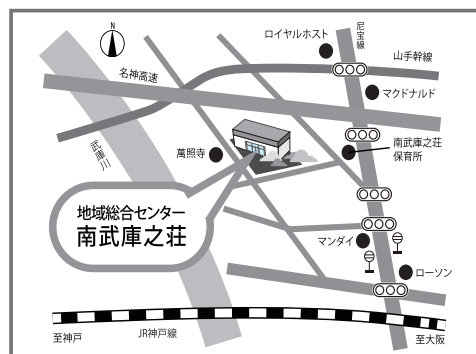 N
ロイヤルホスト
尼宝線
山手幹線
名神高速
マクドナルド
武庫川
萬照寺
南武庫之荘
保育所
地域総合センター
南武庫之荘
マンダイ
ローソン
至神戸
JR神戸線
至大阪